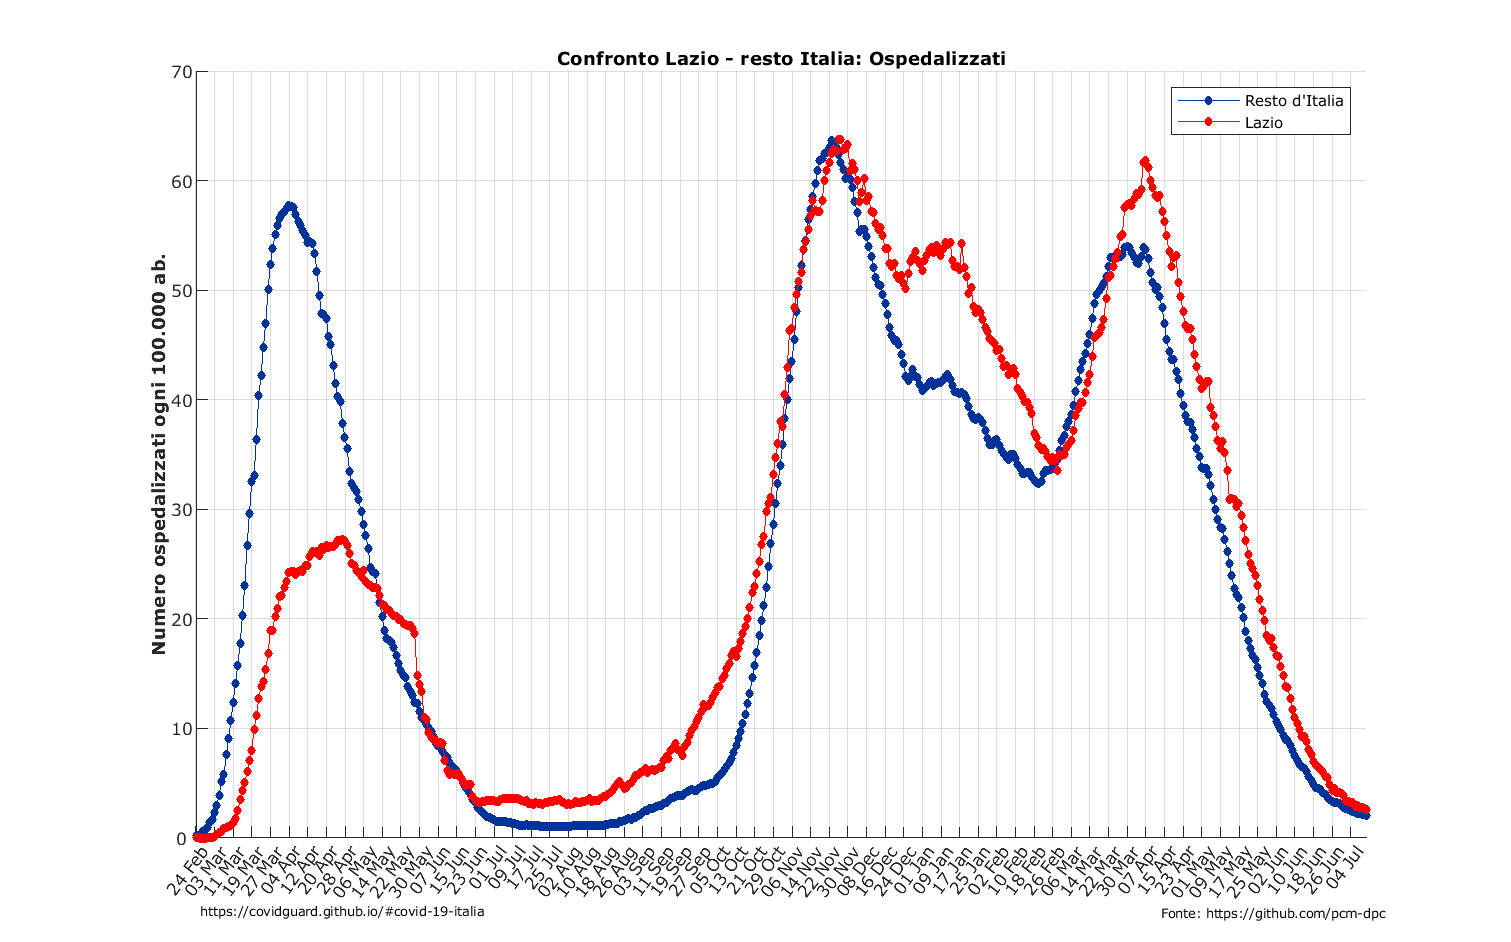 Confronto Lazio - resto Italia: Ospedalizzati
70
60
50
40
30
20
10
0
Numero ospedalizzati ogni 100.000 ab.
Resto d'Italia
Lazio
24 Feb
03 Mar
11 Mar
19 Mar
27 Mar
04 Apr
12 Apr
20 Apr
28 Apr
06 May
14 May
22 May
30 May
07 Jun
15 Jun
23 Jun
01 Jul
09 Jul
17 Jul
25 Jul
02 Aug
10 Aug
18 Aug
26 Aug
03 Sep
11 Sep
19 Sep
27 Sep
05 Oct
13 Oct
21 Oct
29 Oct
06 Nov
14 Nov
22 Nov
30 Nov
08 Dec
16 Dec
24 Dec
01 Jan
09 Jan
17 Jan
25 Jan
02 Feb
10 Feb
18 Feb
26 Feb
06 Mar
14 Mar
22 Mar
30 Mar
07 Apr
15 Apr
23 Apr
01 May
09 May
17 May
25 May
02 Jun
10 Jun
18 Jun
26 Jun
04 Jul
https://covidguard.github.io/#covid-19-italia
Fonte: https://github.com/pcm-dpc